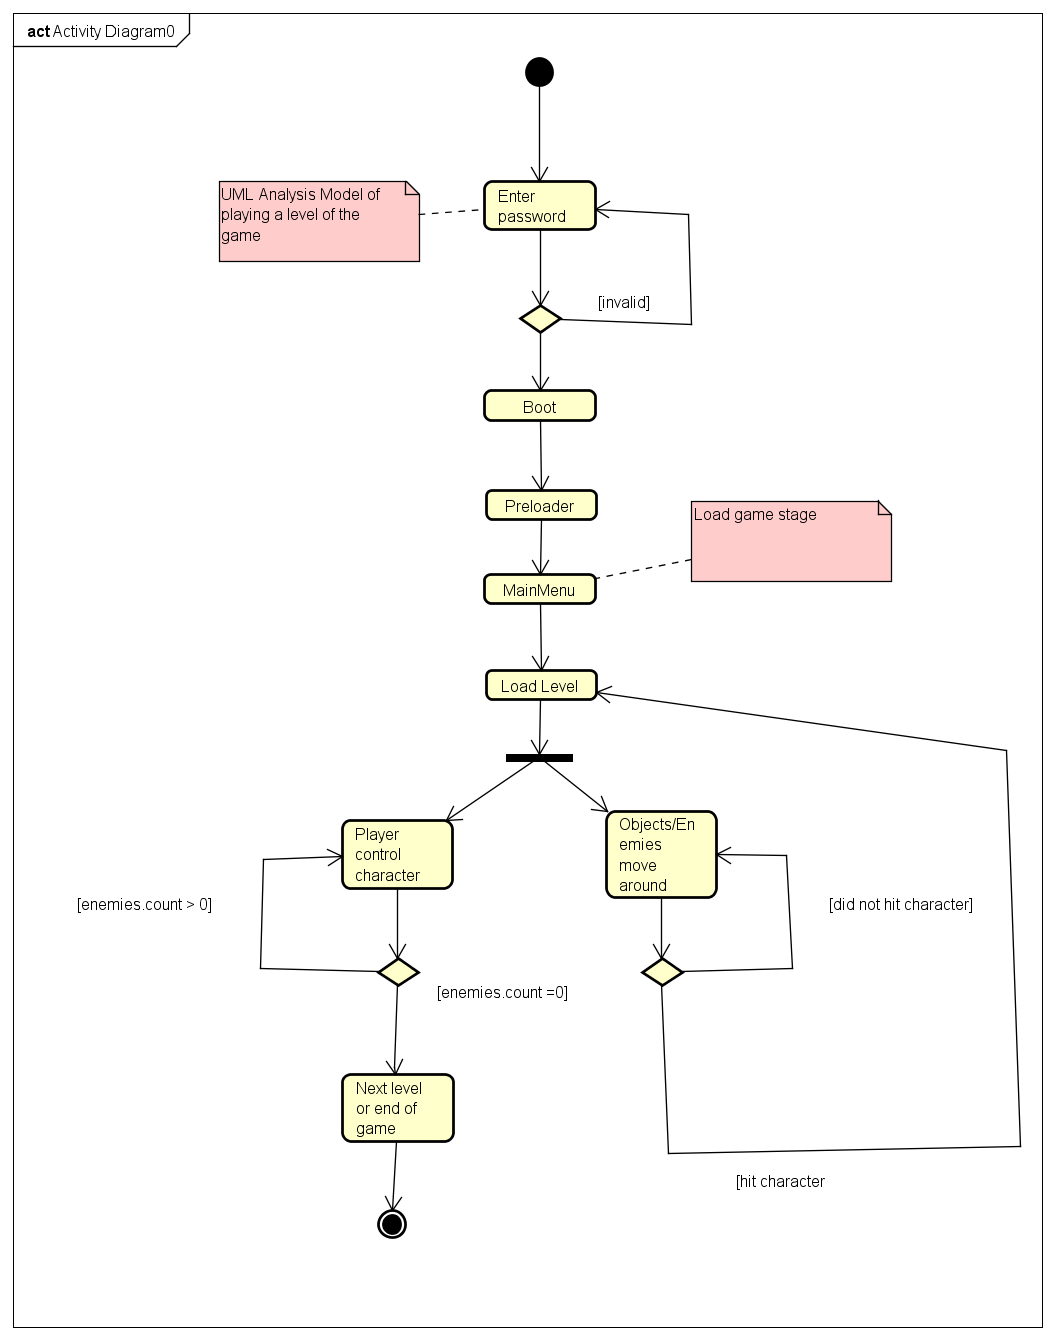 act Activity Diagram0
UML Analysis Model of
playing a level of the
game
Enter
password
[invalid]
Boot
Preloader
Load game stage
MainMenu
Load Level
Player
control
character
Objects/En
emies
move
around
[enemies.count > 0]
[did not hit character]
[enemies.count =0]
Next level
or end of
game
[hit character